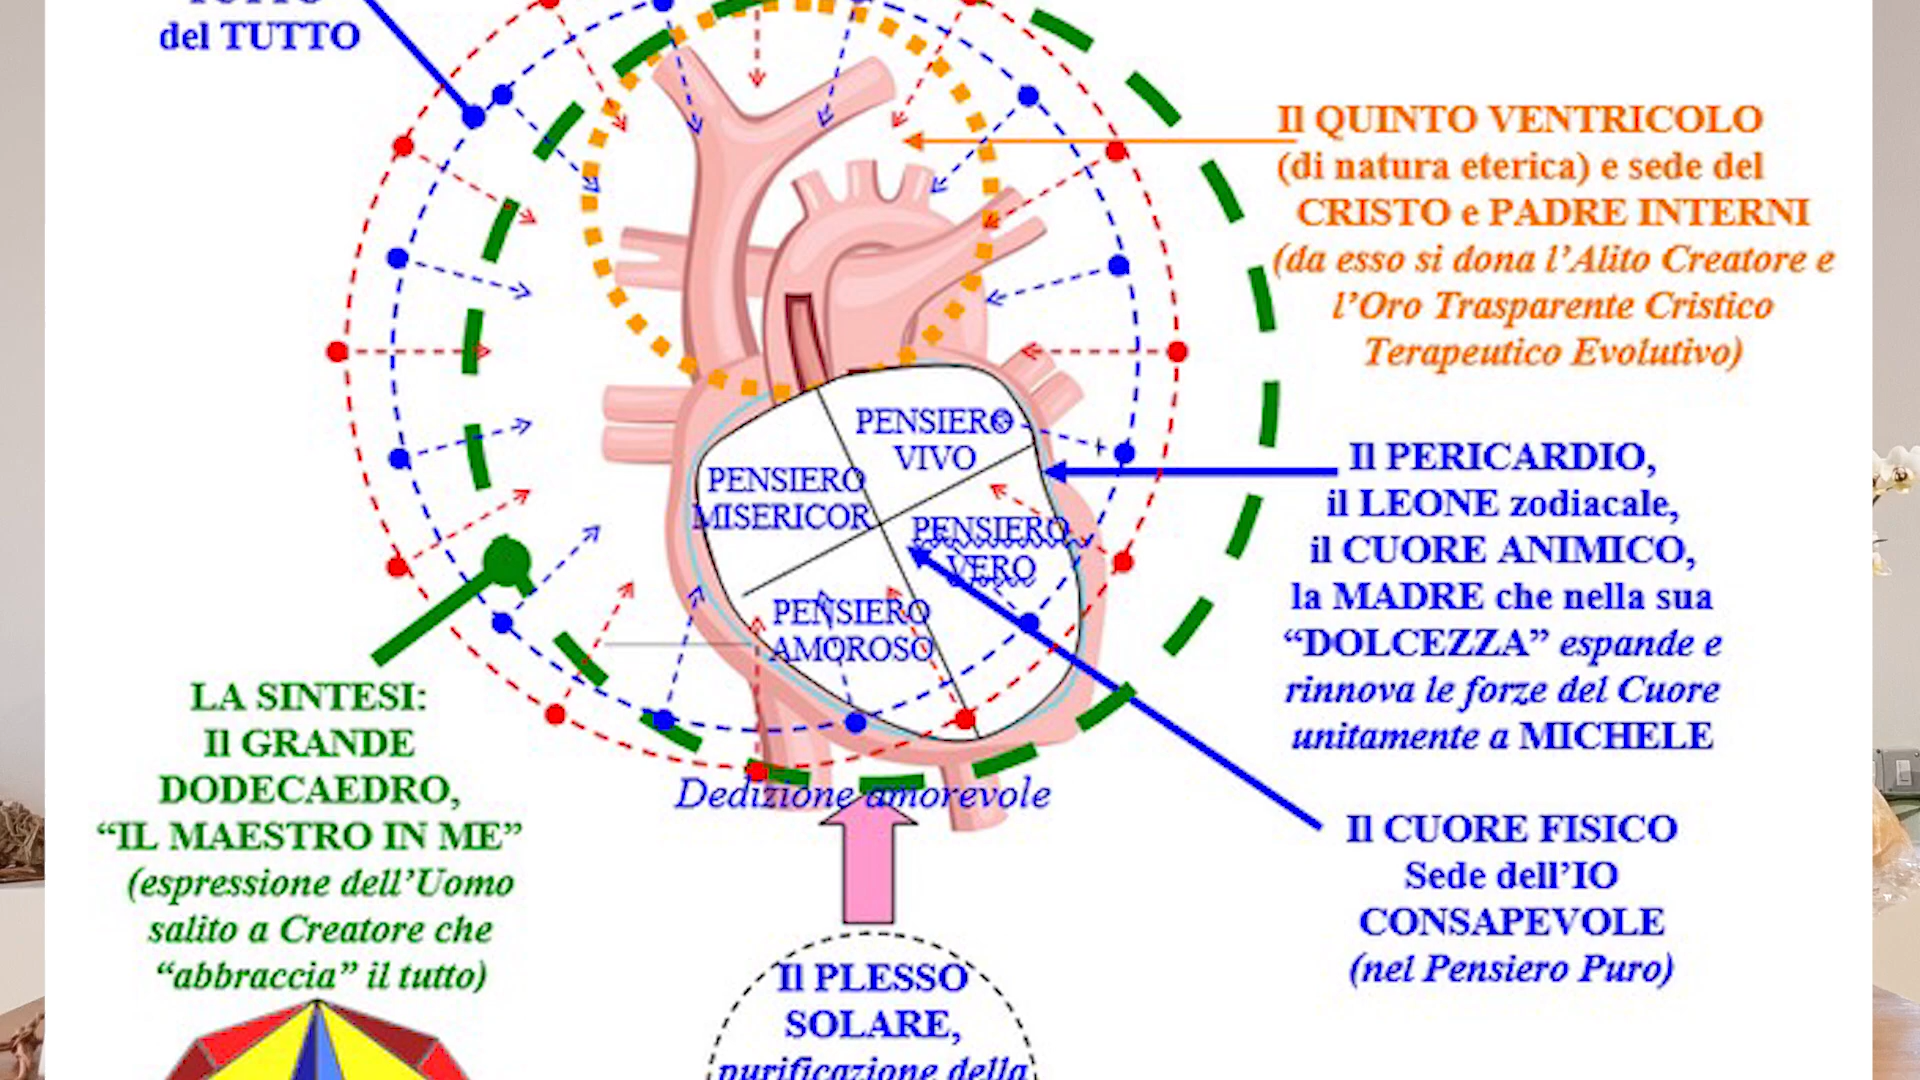 TUTTO
del TUTTO
Il QUINTO VENTRICOLO
(di natura eterica) e sede del
CRISTO e PADRE INTERNI
(da esso si dona l’Alito Creatore e
l’Oro Trasparente Cristico
Terapeutico Evolutivo)
PENSIERO
VIVO
PENSIERO
MISERICOR
PENSIERO
VERO
PENSIERO
AMOROSO
Il PERICARDIO,
il LEONE zodiacale,
il CUORE ANIMICO,
la MADRE che nella sua
“DOLCEZZA” espande e
rinnova le forze del Cuore
unitamente a MICHELE
LA SINTESI:
Il GRANDE
DODECAEDRO,
“IL MAESTRO IN ME”
(espressione dell’Uomo
salito a Creatore che
“abbraccia” il tutto)
Dedizione amorevole
Il CUORE FISICO
Sede dell’IO
CONSAPEVOLE
(nel Pensiero Puro)
Il PLESSO
SOLARE,
purificazione della